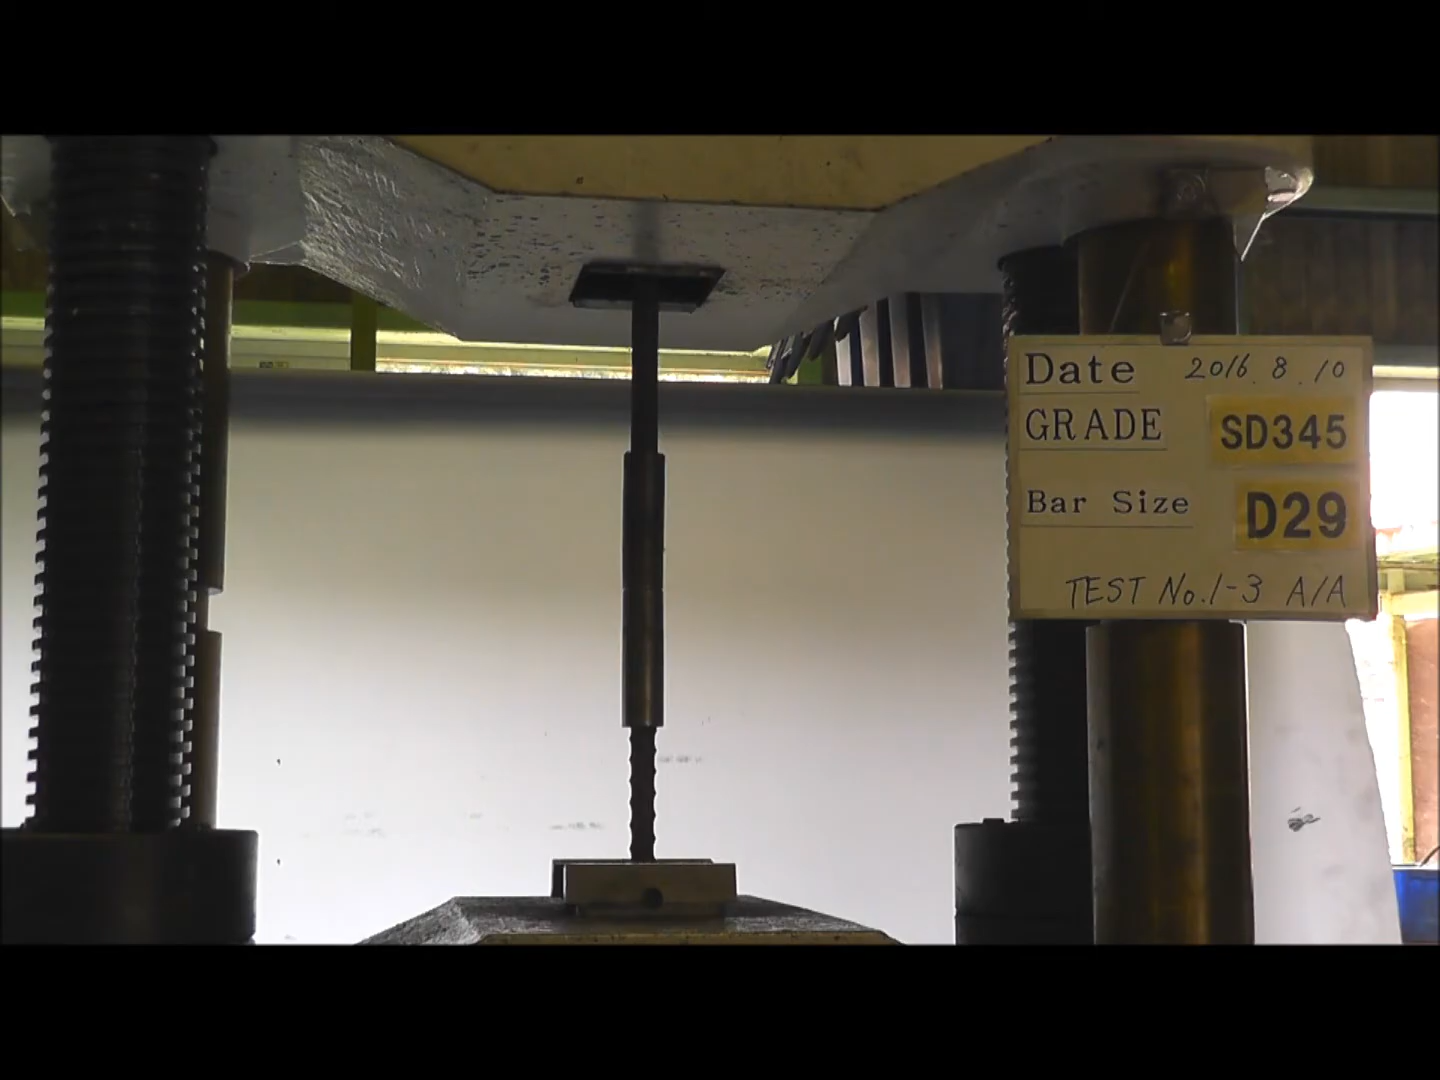 Date 2016.8.10
GRADE SD345
Bar Size D29
TEST No.1-3 A/A